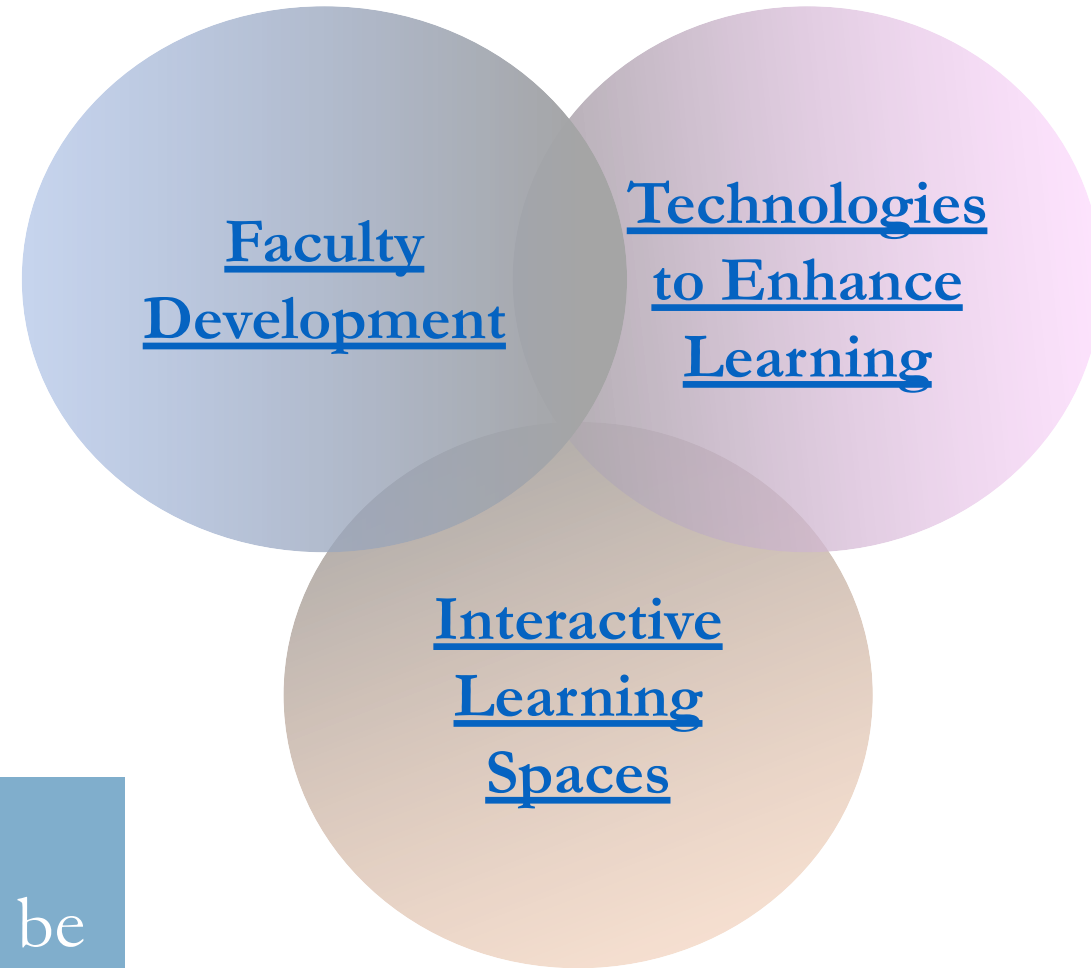 Faculty
Development
Technologies
to Enhance
Learning
Interactive
Learning
Spaces
be